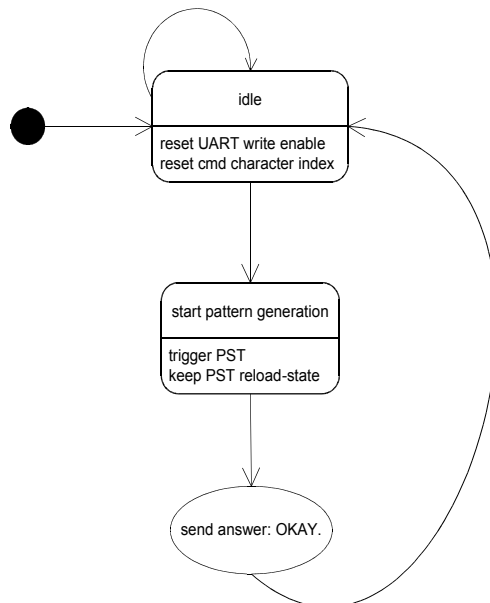 idle
reset UART write enable
reset cmd character index
start pattern generation
trigger PST
keep PST reload-state
send answer: OKAY.